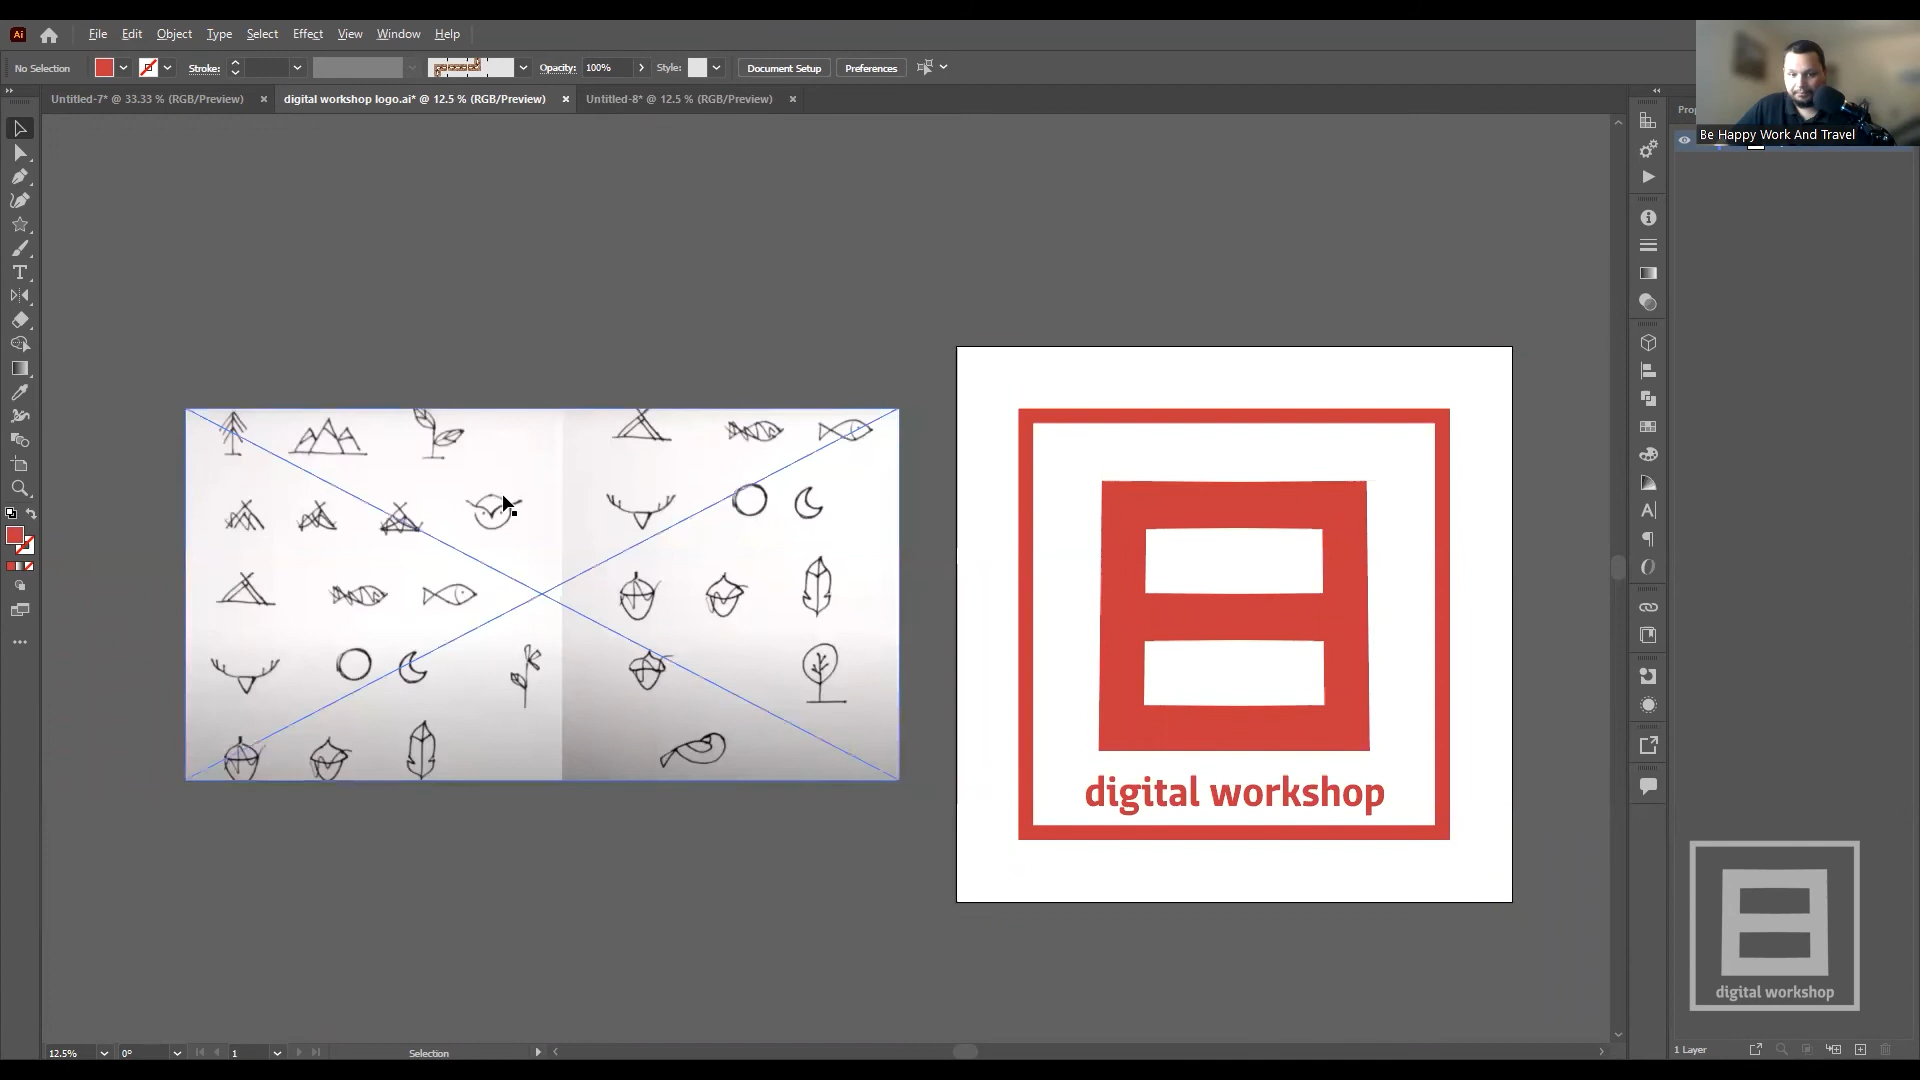 Ai File Edit Object Type Select Effect View Window Help
No Selection Stroke: Opacity: 100% Style: Document Setup Preferences
Untitled-7* @ 33.33 % (RGB/Preview) × digital workshop logo.ai* @ 12.5 % (RGB/Preview) × Untitled-8* @ 12.5 % (RGB/Preview) ×
Prop
Be Happy Work And Travel
digital workshop
digital workshop
12.5% 0° 1 Selection
1 Layer